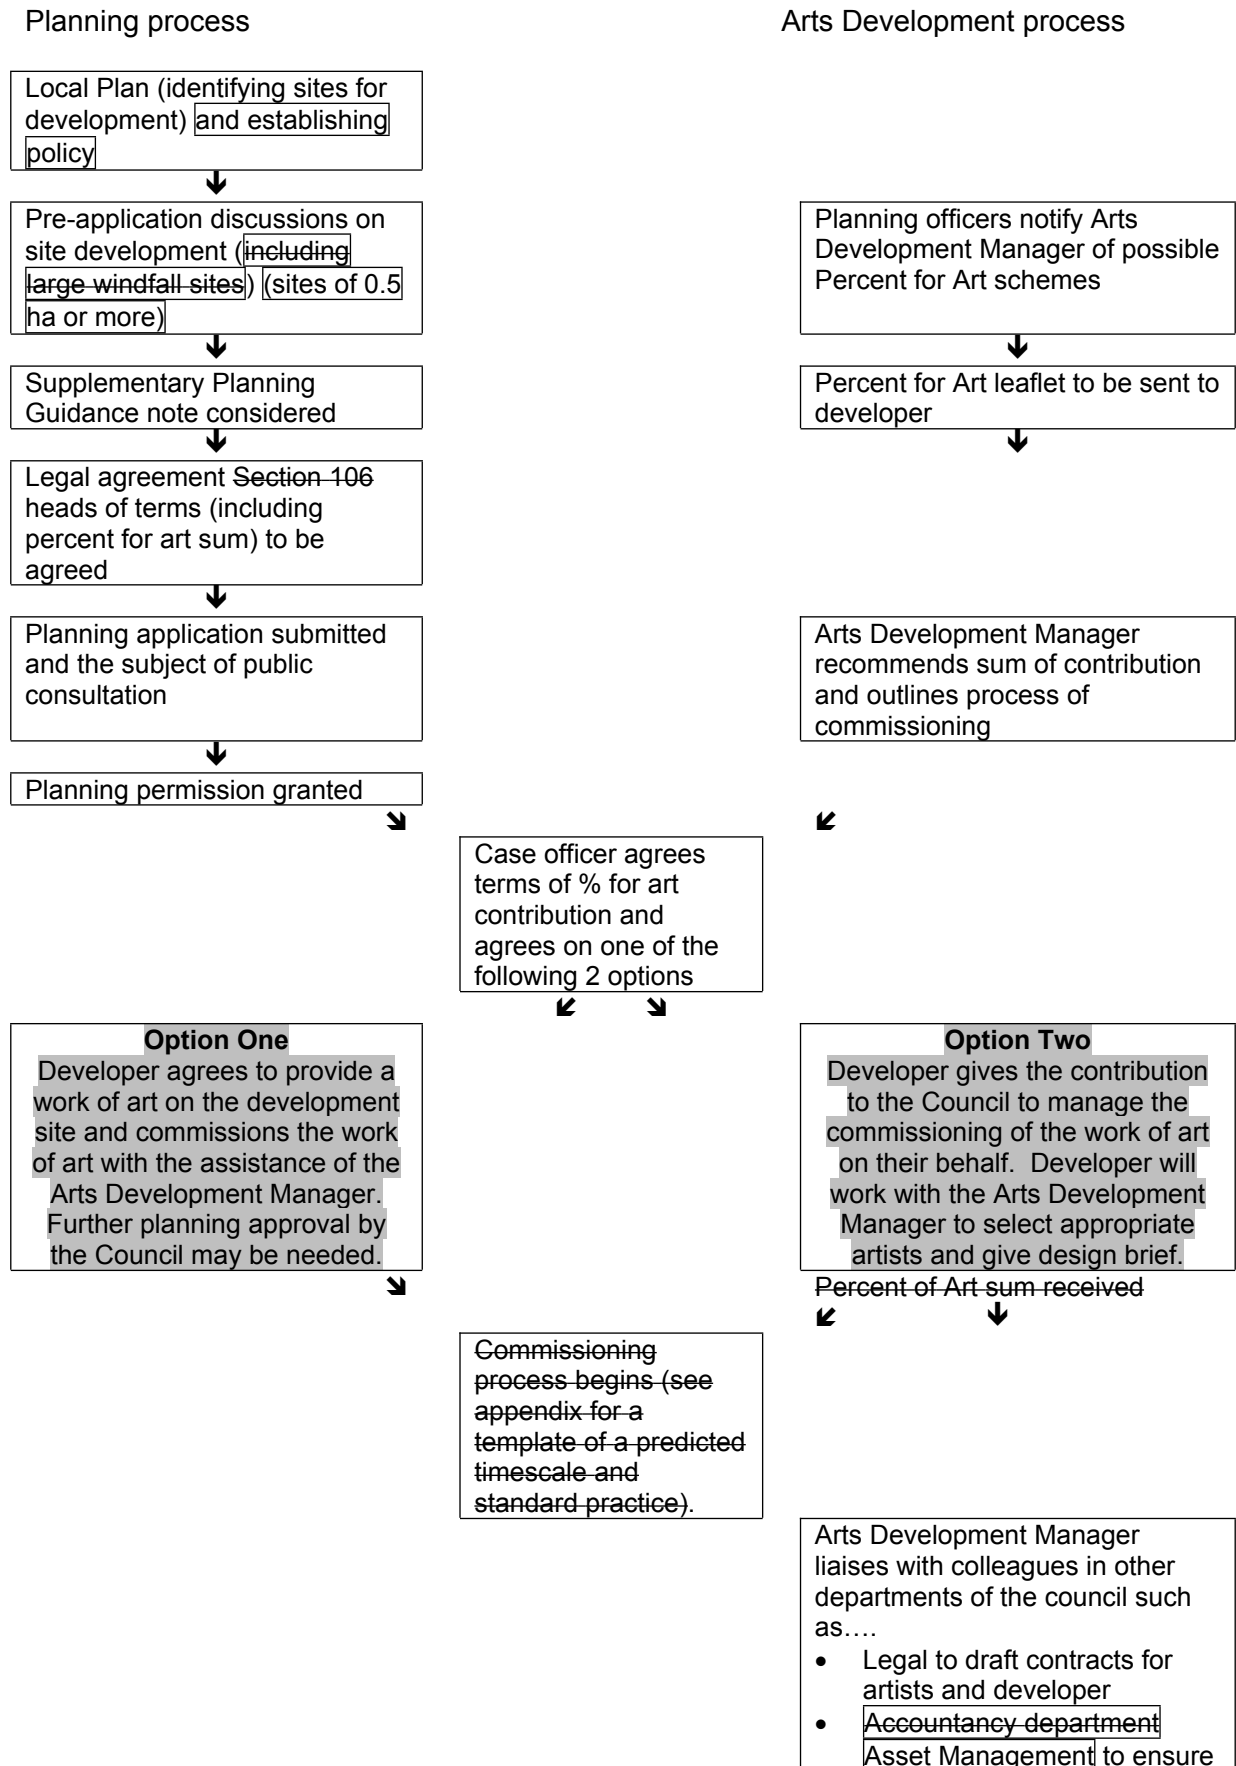 Planning process
Arts Development process
Local Plan (identifying sites for
development) and establishing
policy
Pre-application discussions on
site development (including
large windfall sites) (sites of 0.5
ha or more)
Planning officers notify Arts
Development Manager of possible
Percent for Art schemes
Supplementary Planning
Guidance note considered
Percent for Art leaflet to be sent to
developer
Legal agreement Section 106
heads of terms (including
percent for art sum) to be
agreed
Planning application submitted
and the subject of public
consultation
Arts Development Manager
recommends sum of contribution
and outlines process of
commissioning
Planning permission granted
Case officer agrees
terms of % for art
contribution and
agrees on one of the
following 2 options
Option One
Developer agrees to provide a
work of art on the development
site and commissions the work
of art with the assistance of the
Arts Development Manager.
Further planning approval by
the Council may be needed.
Option Two
Developer gives the contribution
to the Council to manage the
commissioning of the work of art
on their behalf.  Developer will
work with the Arts Development
Manager to select appropriate
artists and give design brief.
Percent of Art sum received
Commissioning
process begins (see
appendix for a
template of a predicted
timescale and
standard practice).
Arts Development Manager
liaises with colleagues in other
departments of the council such
as….
• Legal to draft contracts for
artists and developer
• Accountancy department
Asset Management to ensure